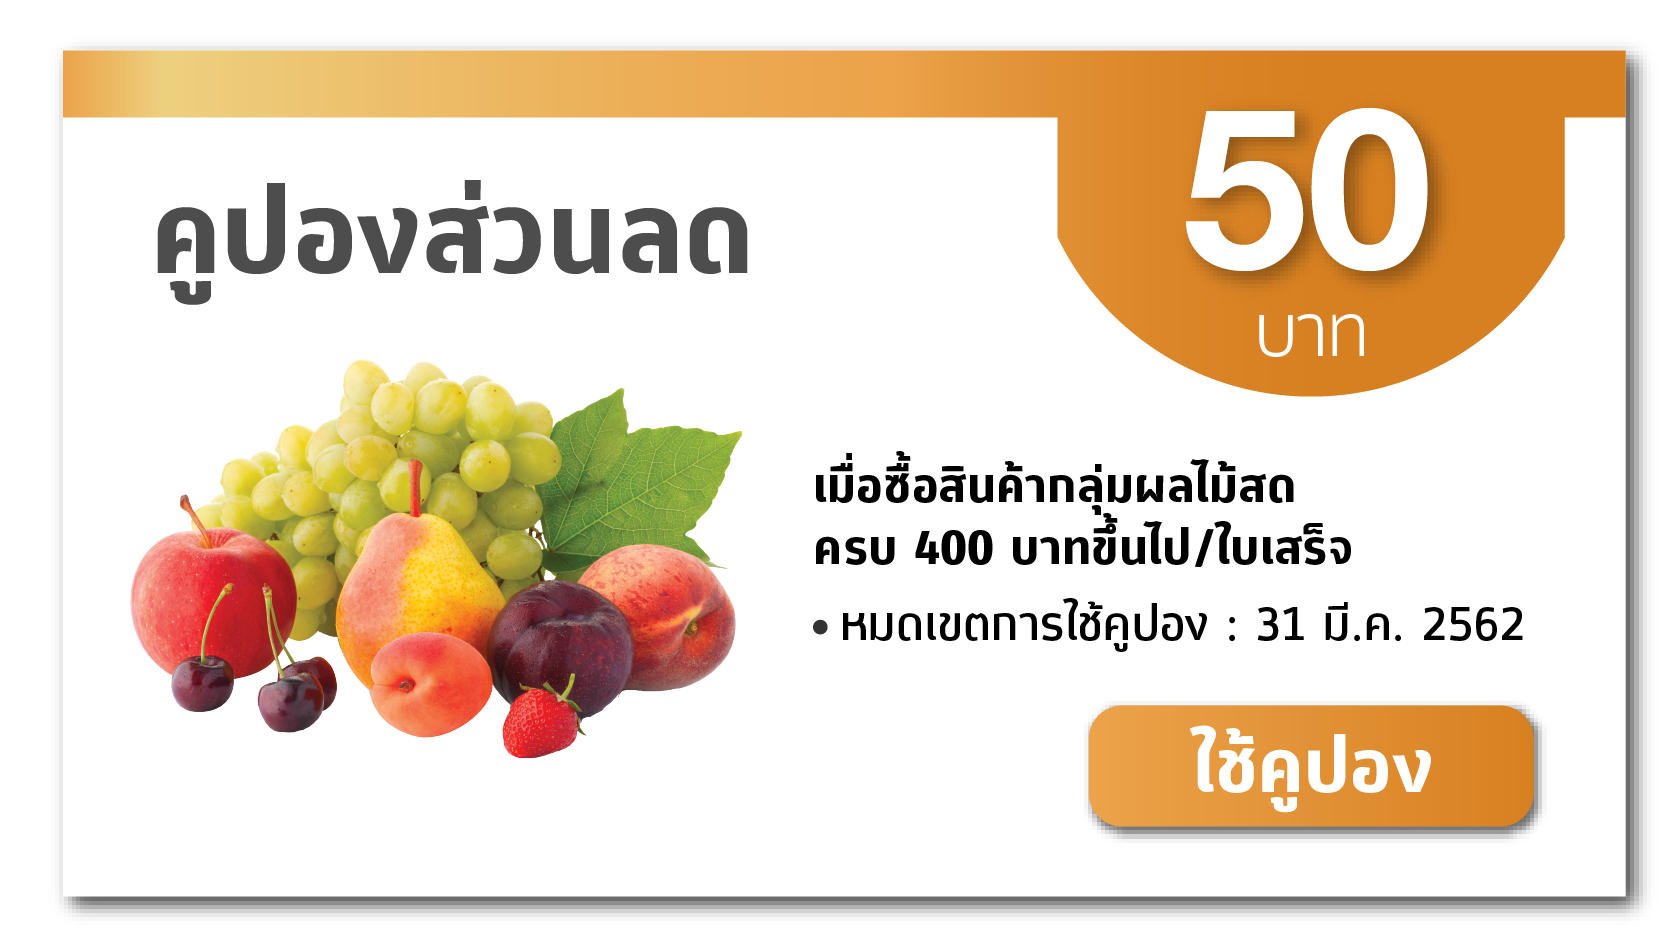 คูปองส่วนลด
50
บาท
เมื่อซื้อสินค้ากลุ่มผลไม้สด
ครบ 400 บาทขึ้นไป/ใบเสร็จ
• หมดเขตการใช้คูปอง : 31 มี.ค. 2562
ใช้คูปอง